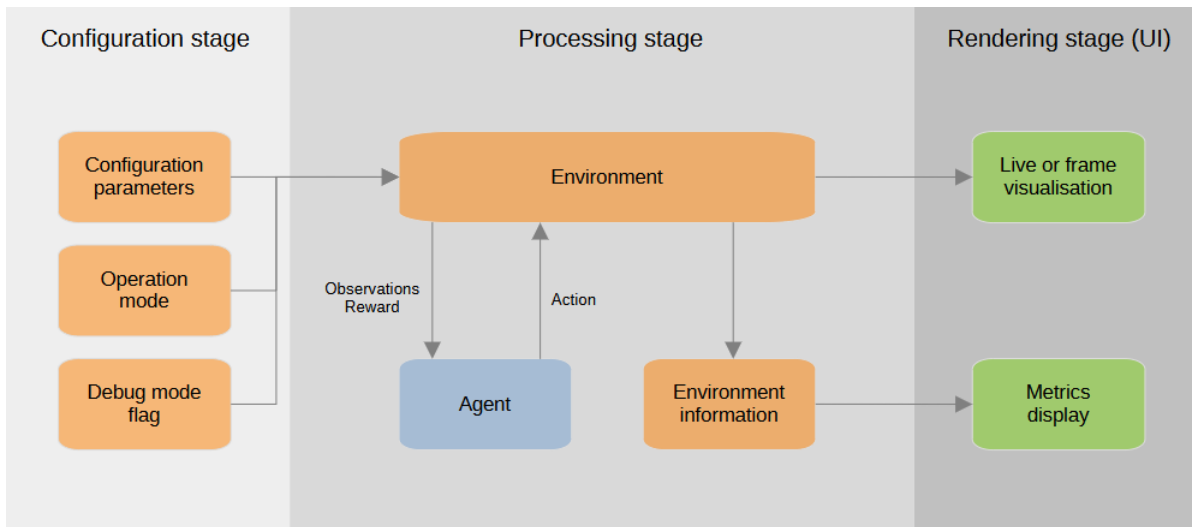 Configuration stage
Processing stage
Rendering stage (UI)
Configuration
parameters
Environment
Live or frame
visualisation
Operation
mode
Observations
Reward
Action
Debug mode
flag
Agent
Environment
information
Metrics
display